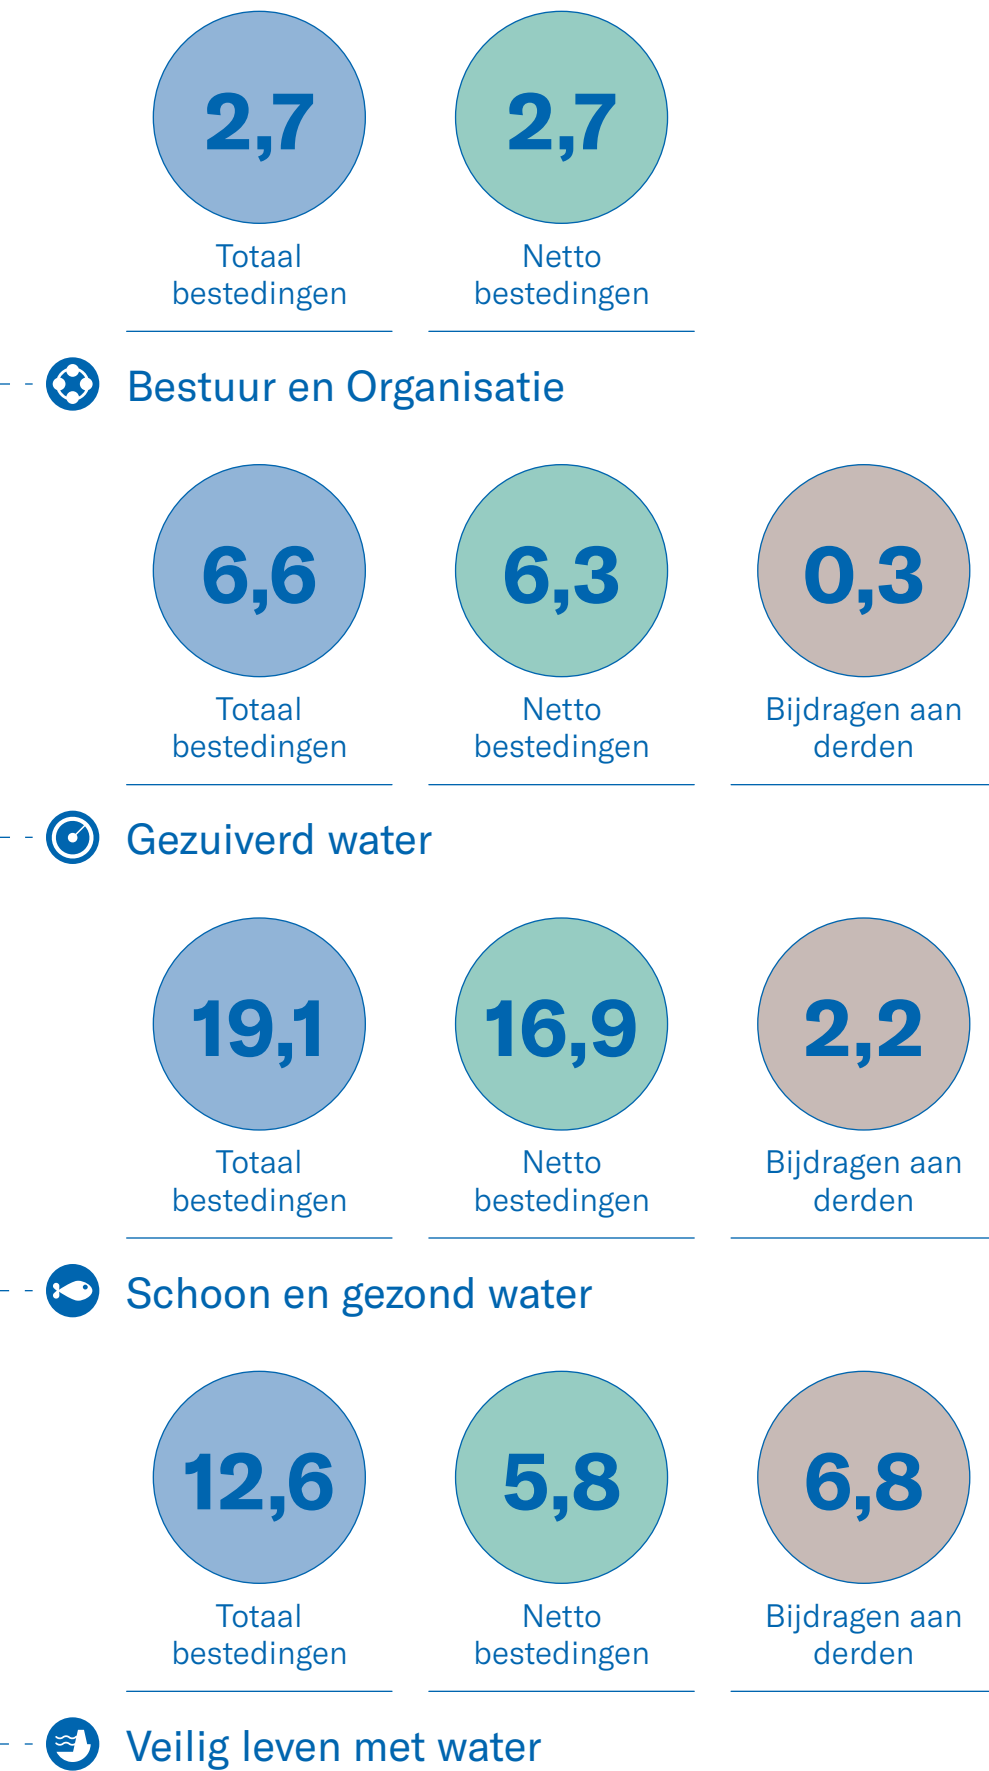 2,7
2,7
Totaal
bestedingen
Netto
bestedingen
Bestuur en Organisatie
6,6
6,3
0,3
Totaal
bestedingen
Netto
bestedingen
Bijdragen aan
derden
Gezuiverd water
19,1
16,9
2,2
Totaal
bestedingen
Netto
bestedingen
Bijdragen aan
derden
Schoon en gezond water
12,6
5,8
6,8
Totaal
bestedingen
Netto
bestedingen
Bijdragen aan
derden
Veilig leven met water